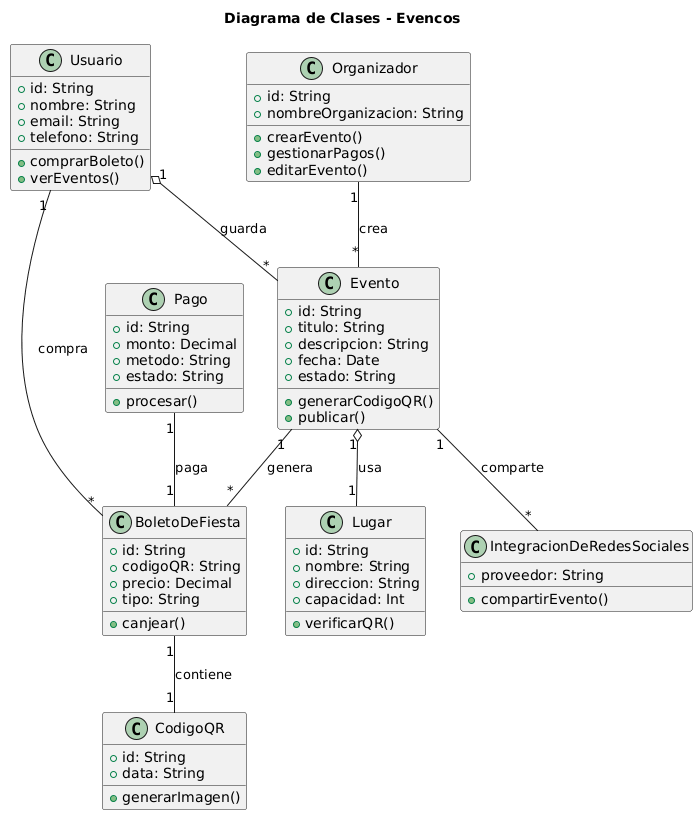 Diagrama de Clases - Evencos
C Usuario
id: String
nombre: String
email: String
telefono: String
comprarBoleto()
verEventos()
C Organizador
id: String
nombreOrganizacion: String
crearEvento()
gestionarPagos()
editarEvento()
1
1
guarda
*
1
crea
*
compra
*
C Pago
id: String
monto: Decimal
metodo: String
estado: String
procesar()
C Evento
id: String
titulo: String
descripcion: String
fecha: Date
estado: String
generarCodigoQR()
publicar()
1
paga
1
1
genera
*
1
usa
1
1
comparte
*
C BoletoDeFiesta
id: String
codigoQR: String
precio: Decimal
tipo: String
canjear()
C Lugar
id: String
nombre: String
direccion: String
capacidad: Int
verificarQR()
C IntegracionDeRedesSociales
proveedor: String
compartirEvento()
1
contiene
1
C CodigoQR
id: String
data: String
generarImagen()